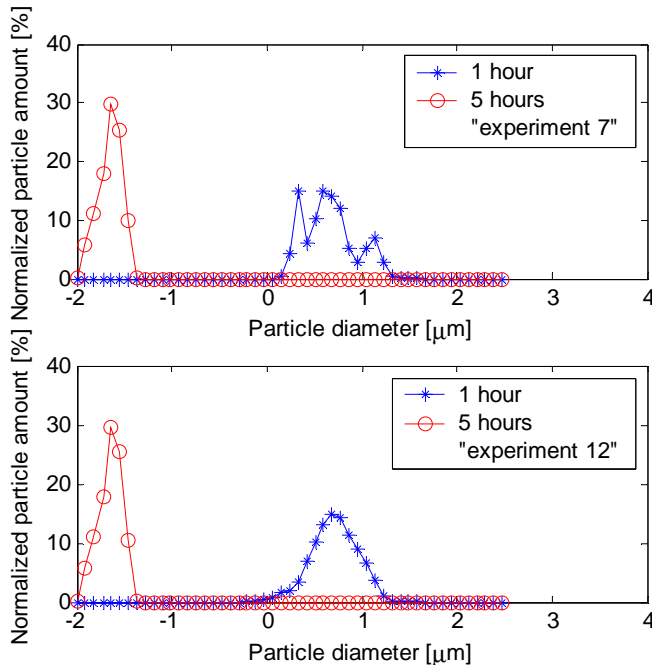 40
30
20
10
0
Normalized particle amount [%]
1 hour
5 hours
"experiment 7"
-2 -1 0 1 2 3 4
Particle diameter [μm]
40
30
20
10
0
Normalized particle amount [%]
1 hour
5 hours
"experiment 12"
-2 -1 0 1 2 3 4
Particle diameter [μm]